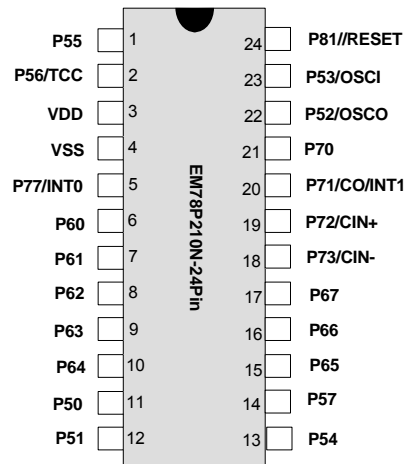 P55 1 24 P81//RESET
P56/TCC 2 23 P53/OSCI
VDD 3 22 P52/OSCO
VSS 4 21 P70
P77/INT0 5 20 P71/CO/INT1
P60 6 19 P72/CIN+
P61 7 18 P73/CIN-
P62 8 17 P67
P63 9 16 P66
P64 10 15 P65
P50 11 14 P57
P51 12 13 P54
EM78P210N-24Pin